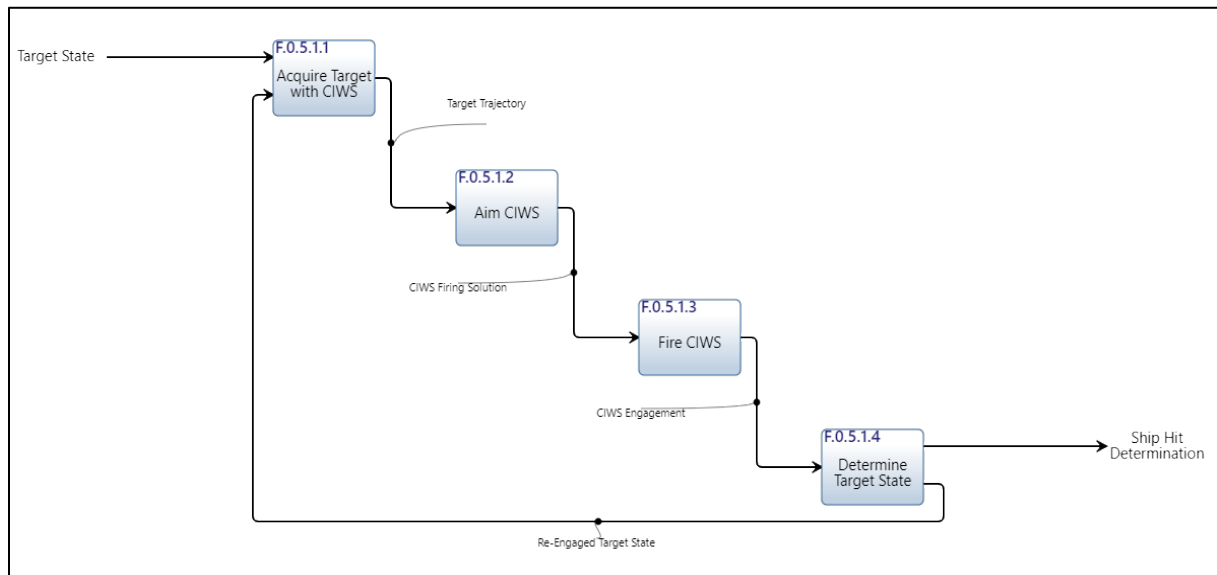 Target State
F.0.5.1.1
Acquire Target
with CIWS
Target Trajectory
F.0.5.1.2
Aim CIWS
CIWS Firing Solution
F.0.5.1.3
Fire CIWS
CIWS Engagement
F.0.5.1.4
Determine
Target State
Ship Hit
Determination
Re-Engaged Target State